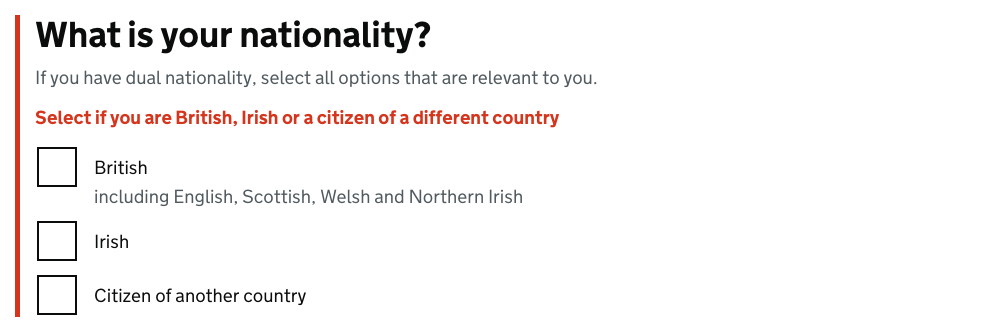 What is your nationality?
If you have dual nationality, select all options that are relevant to you.
Select if you are British, Irish or a citizen of a different country
British
including English, Scottish, Welsh and Northern Irish
Irish
Citizen of another country